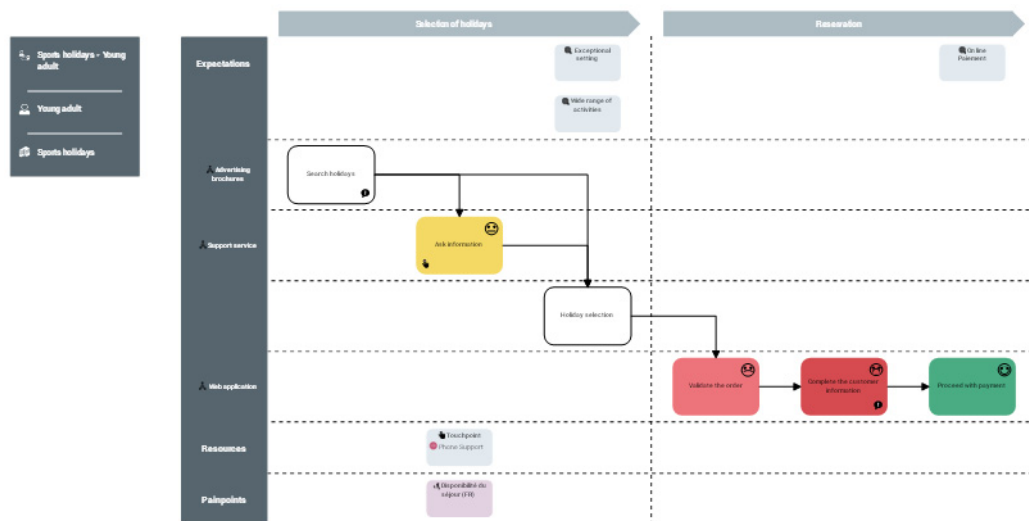 Selection of holidays
Reservation
Sports holidays - Young
adult
Young adult
Sports holidays
Expectations
Exceptional
setting
Wide range of
activities
On line
Paiement
Advertising
brochures
Search holidays
Support service
Ask information
Holiday selection
Web application
Validate the order
Complete the customer
information
Proceed with payment
Resources
Touchpoint
Phone Support
Painpoints
Disponibilité du
séjour (FR)